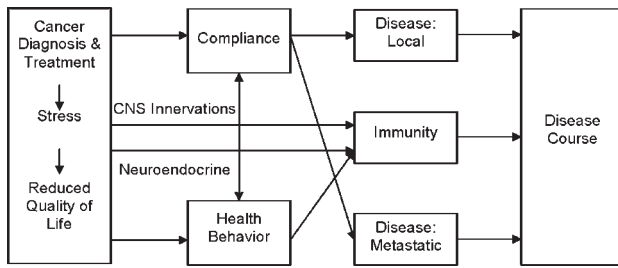 Cancer
Diagnosis &
Treatment
Stress
Reduced
Quality of
Life
CNS Innervations
Neuroendocrine
Compliance
Health
Behavior
Disease:
Local
Immunity
Disease:
Metastatic
Disease
Course